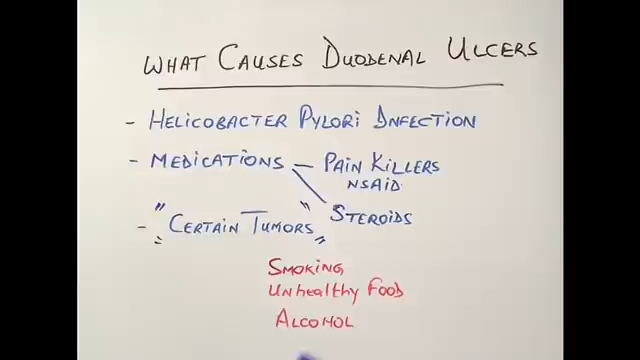 WHAT CAUSES DUODENAL ULCERS
- HELICOBACTER PYLORI INFECTION
- MEDICATIONS — PAIN KILLERS
NSAID
STEROIDS
- "CERTAIN TUMORS"
SMOKING
Unhealthy Food
ALCOHOL